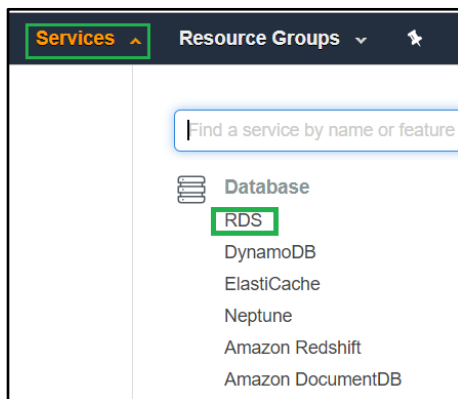 Services Resource Groups
Find a service by name or feature
Database
RDS
DynamoDB
ElastiCache
Neptune
Amazon Redshift
Amazon DocumentDB